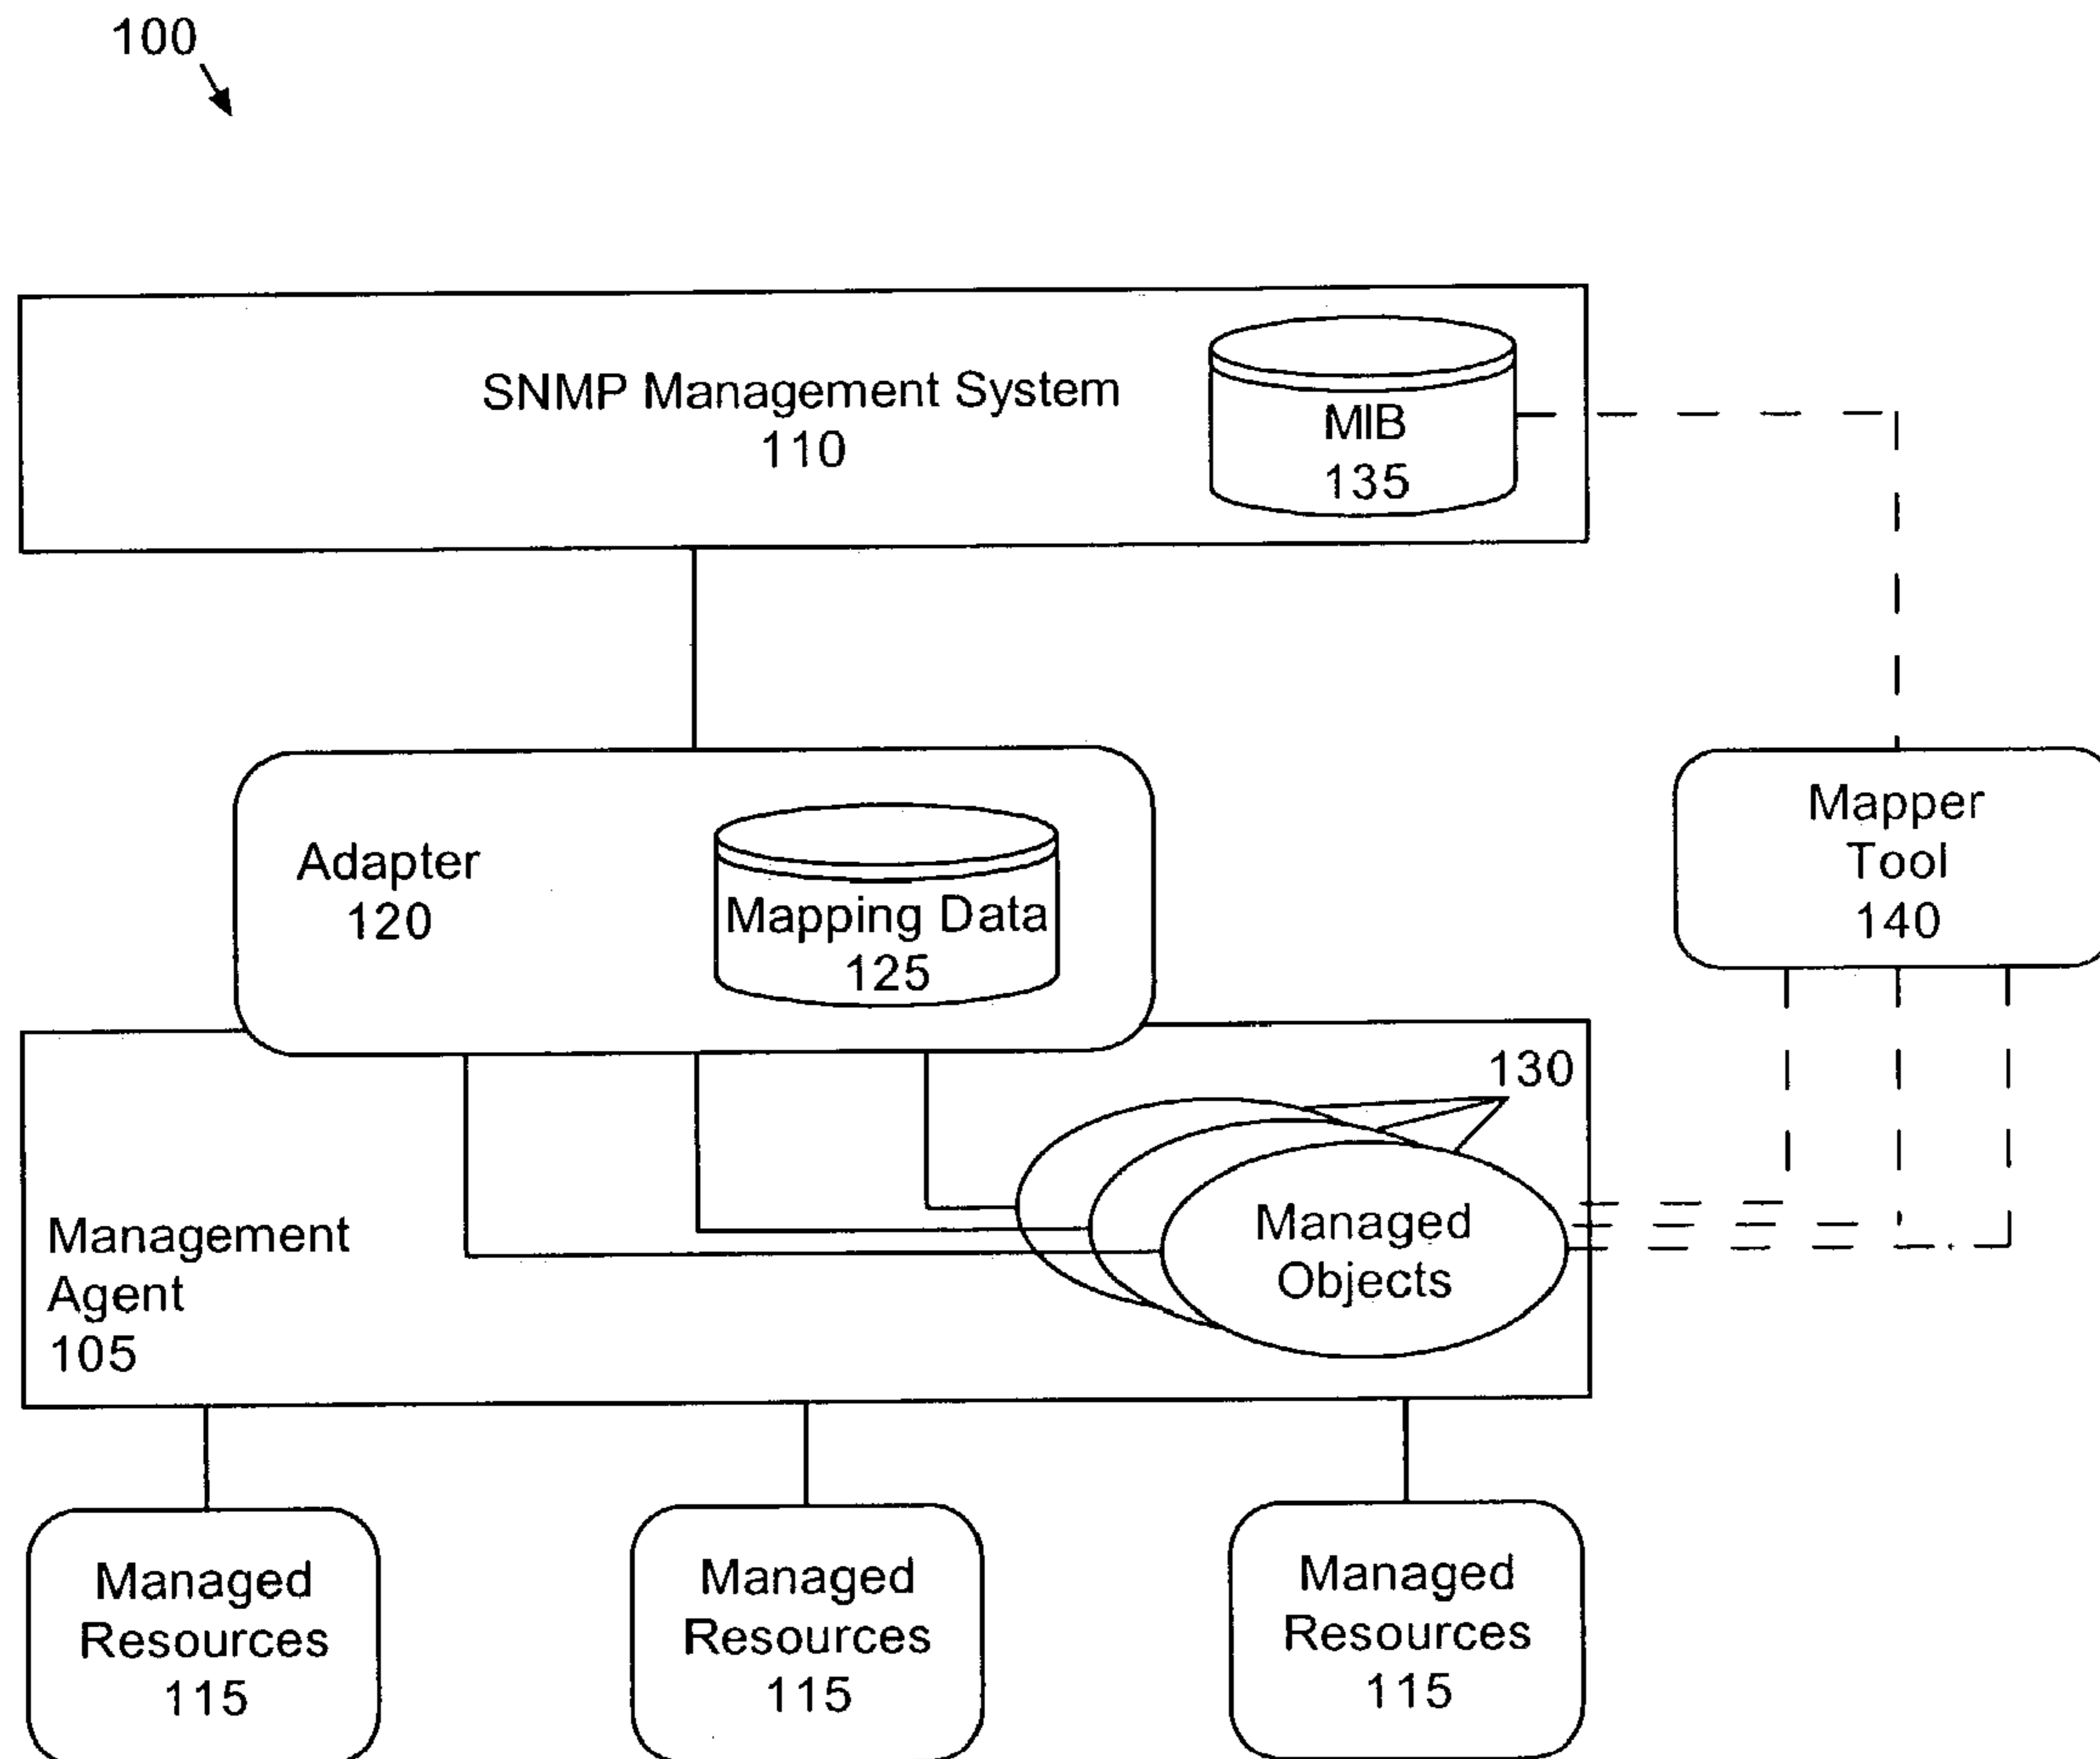 100
SNMP Management System
110
MIB
135
Adapter
120
Mapping Data
125
Mapper
Tool
140
130
Managed
Objects
Management
Agent
105
Managed
Resources
115
Managed
Resources
115
Managed
Resources
115